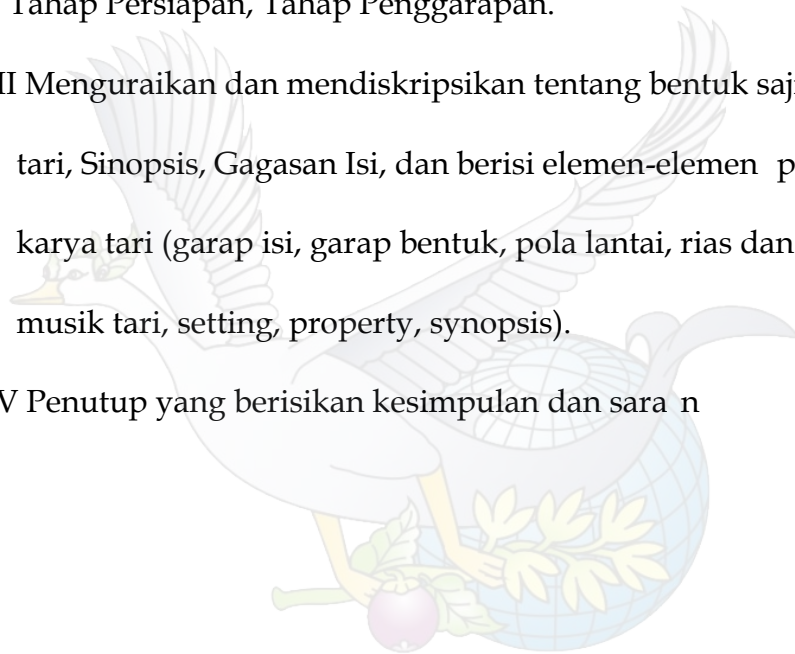 Tahap Persiapan, Tahap Penggarapan.
II Menguraikan dan mendiskripsikan tentang bentuk saj
tari, Sinopsis, Gagasan Isi, dan berisi elemen-elemen p
karya tari (garap isi, garap bentuk, pola lantai, rias dan
musik tari, setting, property, synopsis).
V Penutup yang berisikan kesimpulan dan sara n